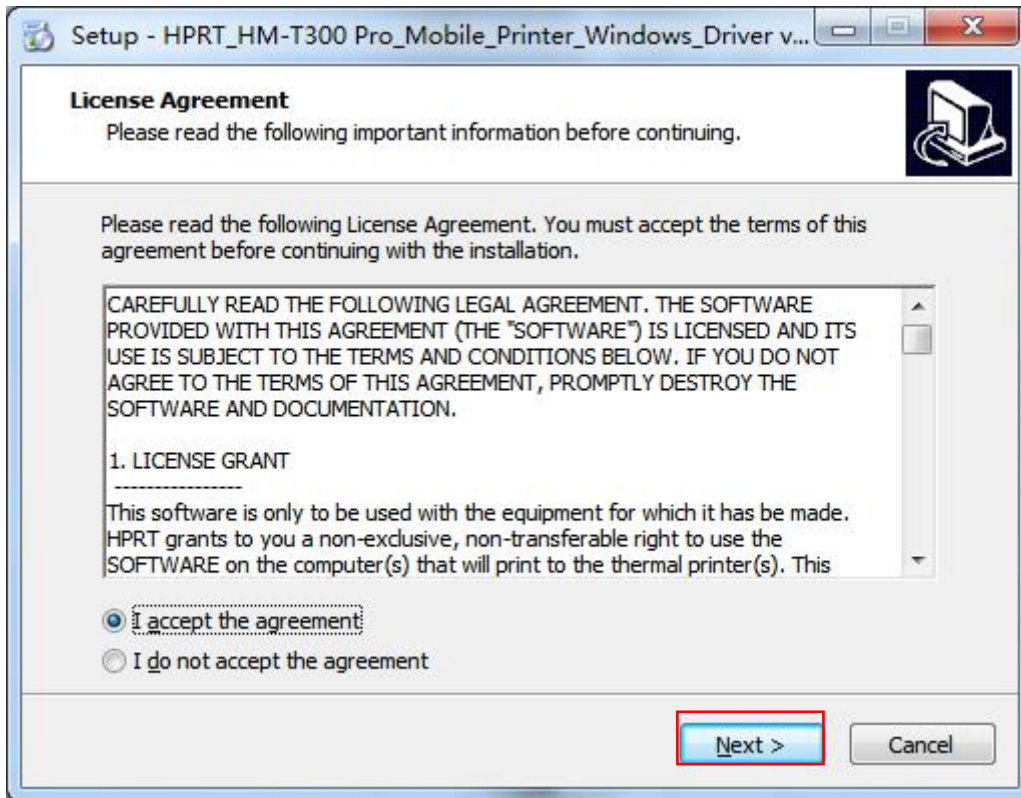 Setup - HPRT_HM-T300 Pro_Mobile_Printer_Windows_Driver v...
License Agreement
Please read the following important information before continuing.
Please read the following License Agreement. You must accept the terms of this
agreement before continuing with the installation.
CAREFULLY READ THE FOLLOWING LEGAL AGREEMENT. THE SOFTWARE
PROVIDED WITH THIS AGREEMENT (THE "SOFTWARE") IS LICENSED AND ITS
USE IS SUBJECT TO THE TERMS AND CONDITIONS BELOW. IF YOU DO NOT
AGREE TO THE TERMS OF THIS AGREEMENT, PROMPTLY DESTROY THE
SOFTWARE AND DOCUMENTATION.
1. LICENSE GRANT
----------------
This software is only to be used with the equipment for which it has be made.
HPRT grants to you a non-exclusive, non-transferable right to use the
SOFTWARE on the computer(s) that will print to the thermal printer(s). This
I accept the agreement
I do not accept the agreement
Next >
Cancel